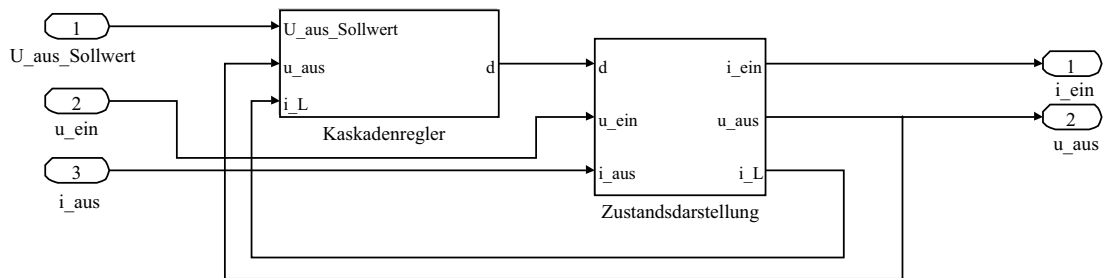 1
U_aus_Sollwert
2
u_ein
3
i_aus
U_aus_Sollwert
u_aus
i_L
d
Kaskadenregler
d
u_ein
i_aus
i_ein
u_aus
i_L
Zustandsdarstellung
1
i_ein
2
u_aus